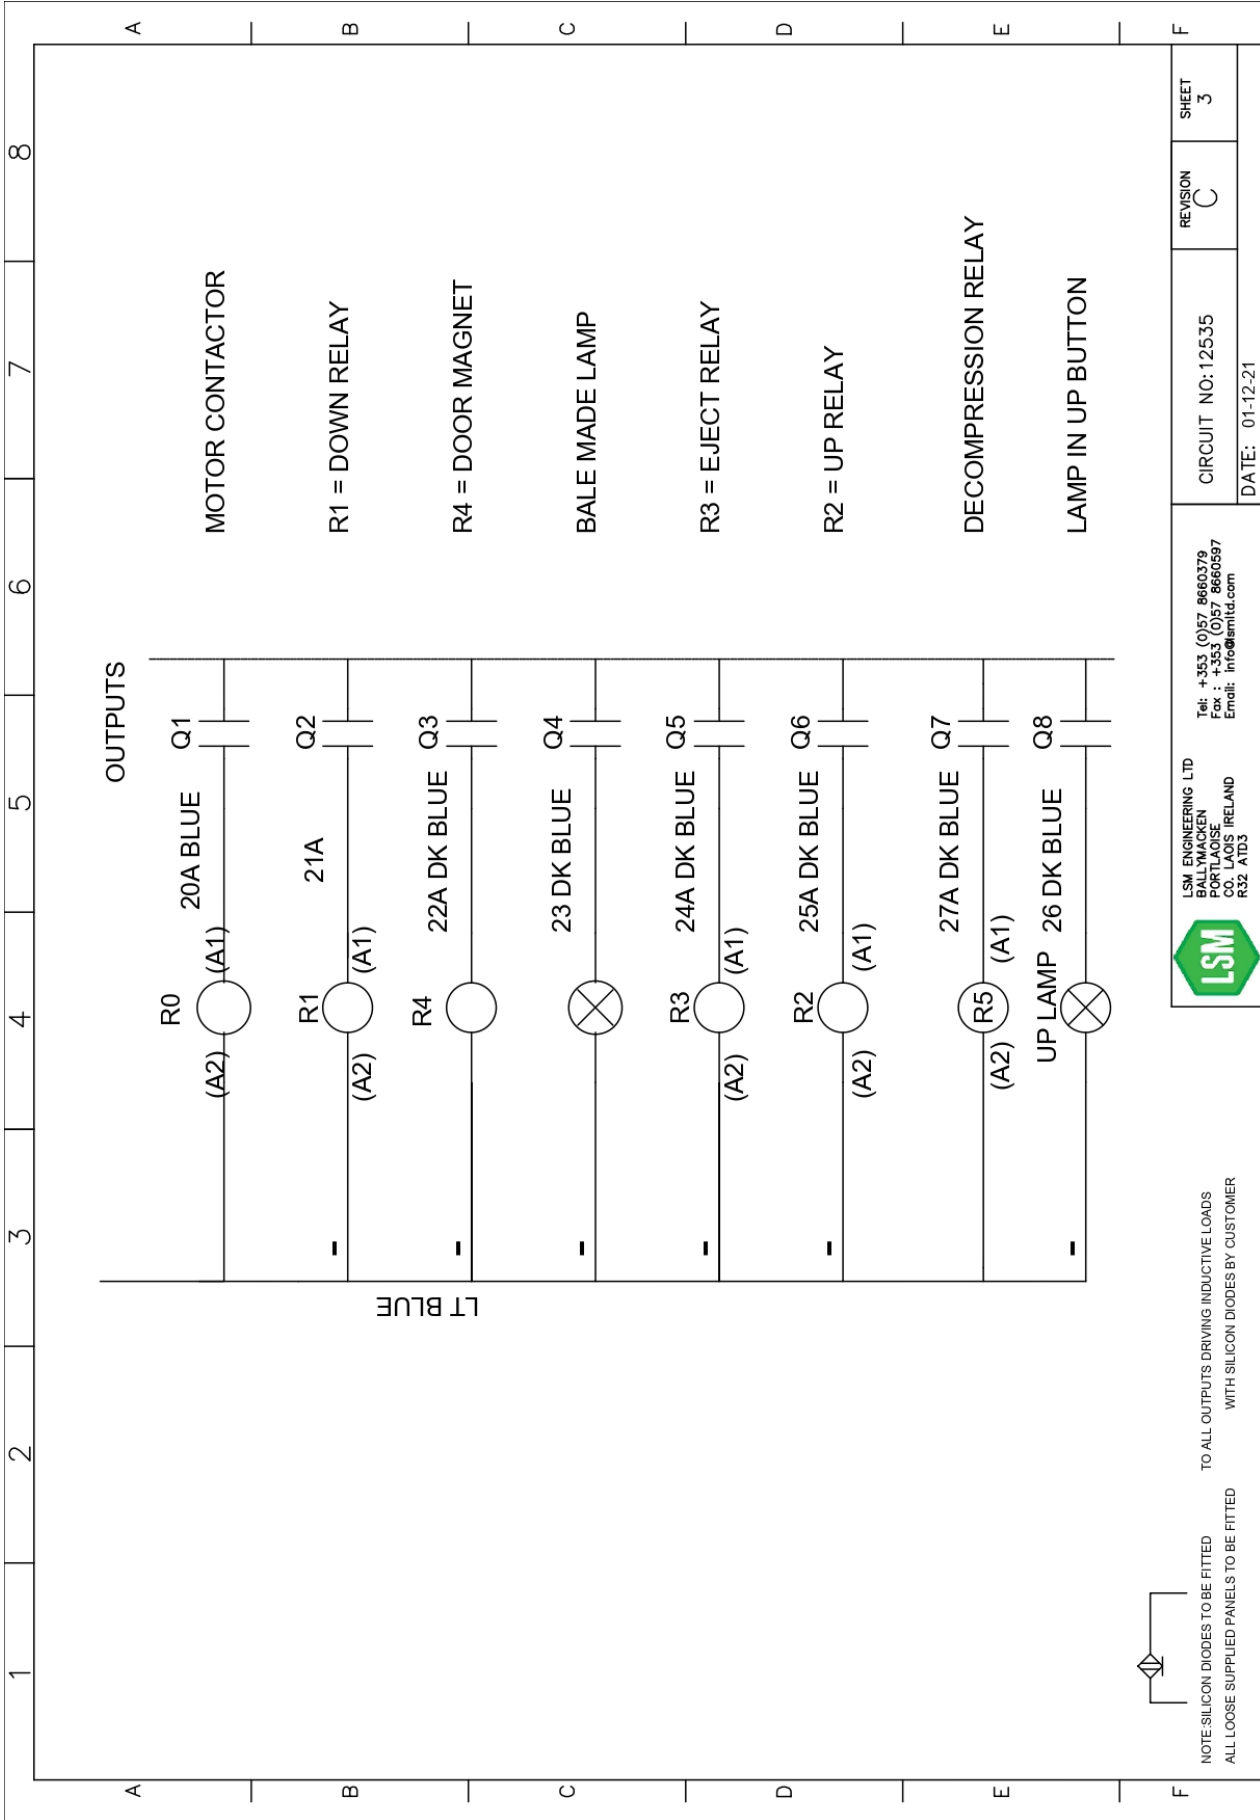 1 2 3 4 5 6 7 8
A A
B B
C C
D D
E E
F F
OUTPUTS
R0 20A BLUE Q1 MOTOR CONTACTOR
(A2) (A1)
R1 21A Q2 R1 = DOWN RELAY
(A2) (A1)
R4 22A DK BLUE Q3 R4 = DOOR MAGNET
23 DK BLUE Q4 BALE MADE LAMP
R3 24A DK BLUE Q5 R3 = EJECT RELAY
(A2) (A1)
R2 25A DK BLUE Q6 R2 = UP RELAY
(A2) (A1)
27A DK BLUE Q7 DECOMPRESSION RELAY
R5
(A2) (A1)
UP LAMP 26 DK BLUE Q8 LAMP IN UP BUTTON
LT BLUE
NOTE:SILICON DIODES TO BE FITTED TO ALL OUTPUTS DRIVING INDUCTIVE LOADS
ALL LOOSE SUPPLIED PANELS TO BE FITTED WITH SILICON DIODES BY CUSTOMER
LSM
LSM ENGINEERING LTD
BALLYMACKEN
PORTLAOISE
CO. LAOIS IRELAND
R32 ATD3
Tel: +353 (0)57 8660379
Fax : +353 (0)57 8660597
Email: info@lsmltd.com
CIRCUIT NO: 12535
DATE: 01-12-21
REVISION
C
SHEET
3